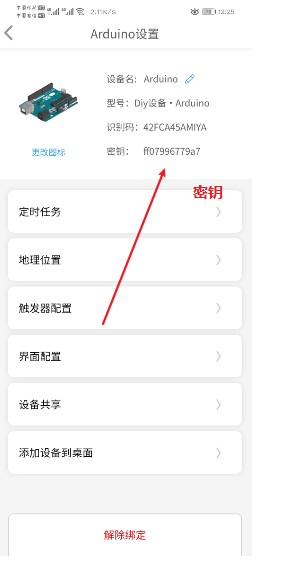 2.11K/S
12:25
Arduino设置
设备名: Arduino
型号: Diy设备·Arduino
识别码: 42FCA45AMIYA
更改图标
密钥: ff07996779a7
密钥
定时任务
地理位置
触发器配置
界面配置
设备共享
添加设备到桌面
解除绑定